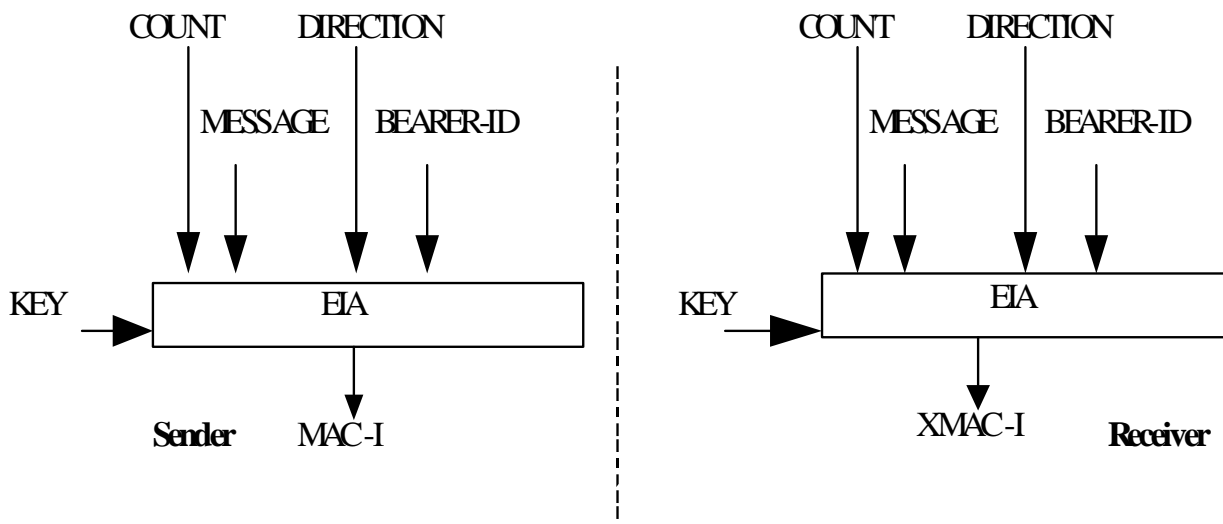 COUNT DIRECTION
MESSAGE BEARER-ID
KEY
EIA
Sender MAC-I
COUNT DIRECTION
MESSAGE BEARER-ID
KEY
EIA
XMAC-I Receiver